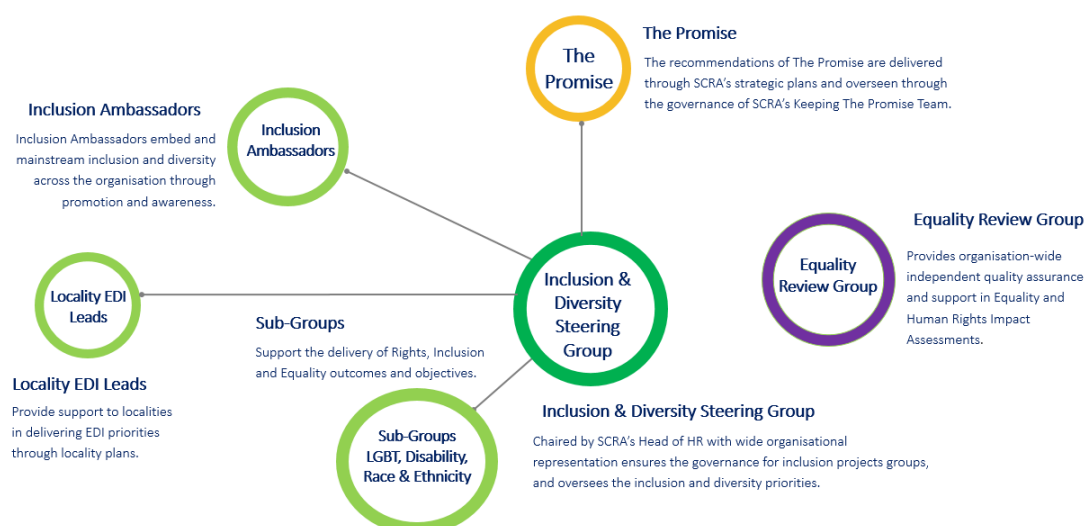 The Promise
The recommendations of The Promise are delivered
through SCRA's strategic plans and overseen through
the governance of SCRA's Keeping The Promise Team.
The
Promise
Inclusion Ambassadors
Inclusion Ambassadors embed and
mainstream inclusion and diversity
across the organisation through
promotion and awareness.
Inclusion
Ambassadors
Equality Review Group
Provides organisation-wide
independent quality assurance
and support in Equality and
Human Rights Impact
Assessments.
Equality
Review Group
Inclusion &
Diversity
Steering
Group
Locality EDI
Leads
Sub-Groups
Support the delivery of Rights, Inclusion
and Equality outcomes and objectives.
Locality EDI Leads
Provide support to localities
in delivering EDI priorities
through locality plans.
Sub-Groups
LGBT, Disability,
Race & Ethnicity
Inclusion & Diversity Steering Group
Chaired by SCRA's Head of HR with wide organisational
representation ensures the governance for inclusion projects groups,
and oversees the inclusion and diversity priorities.